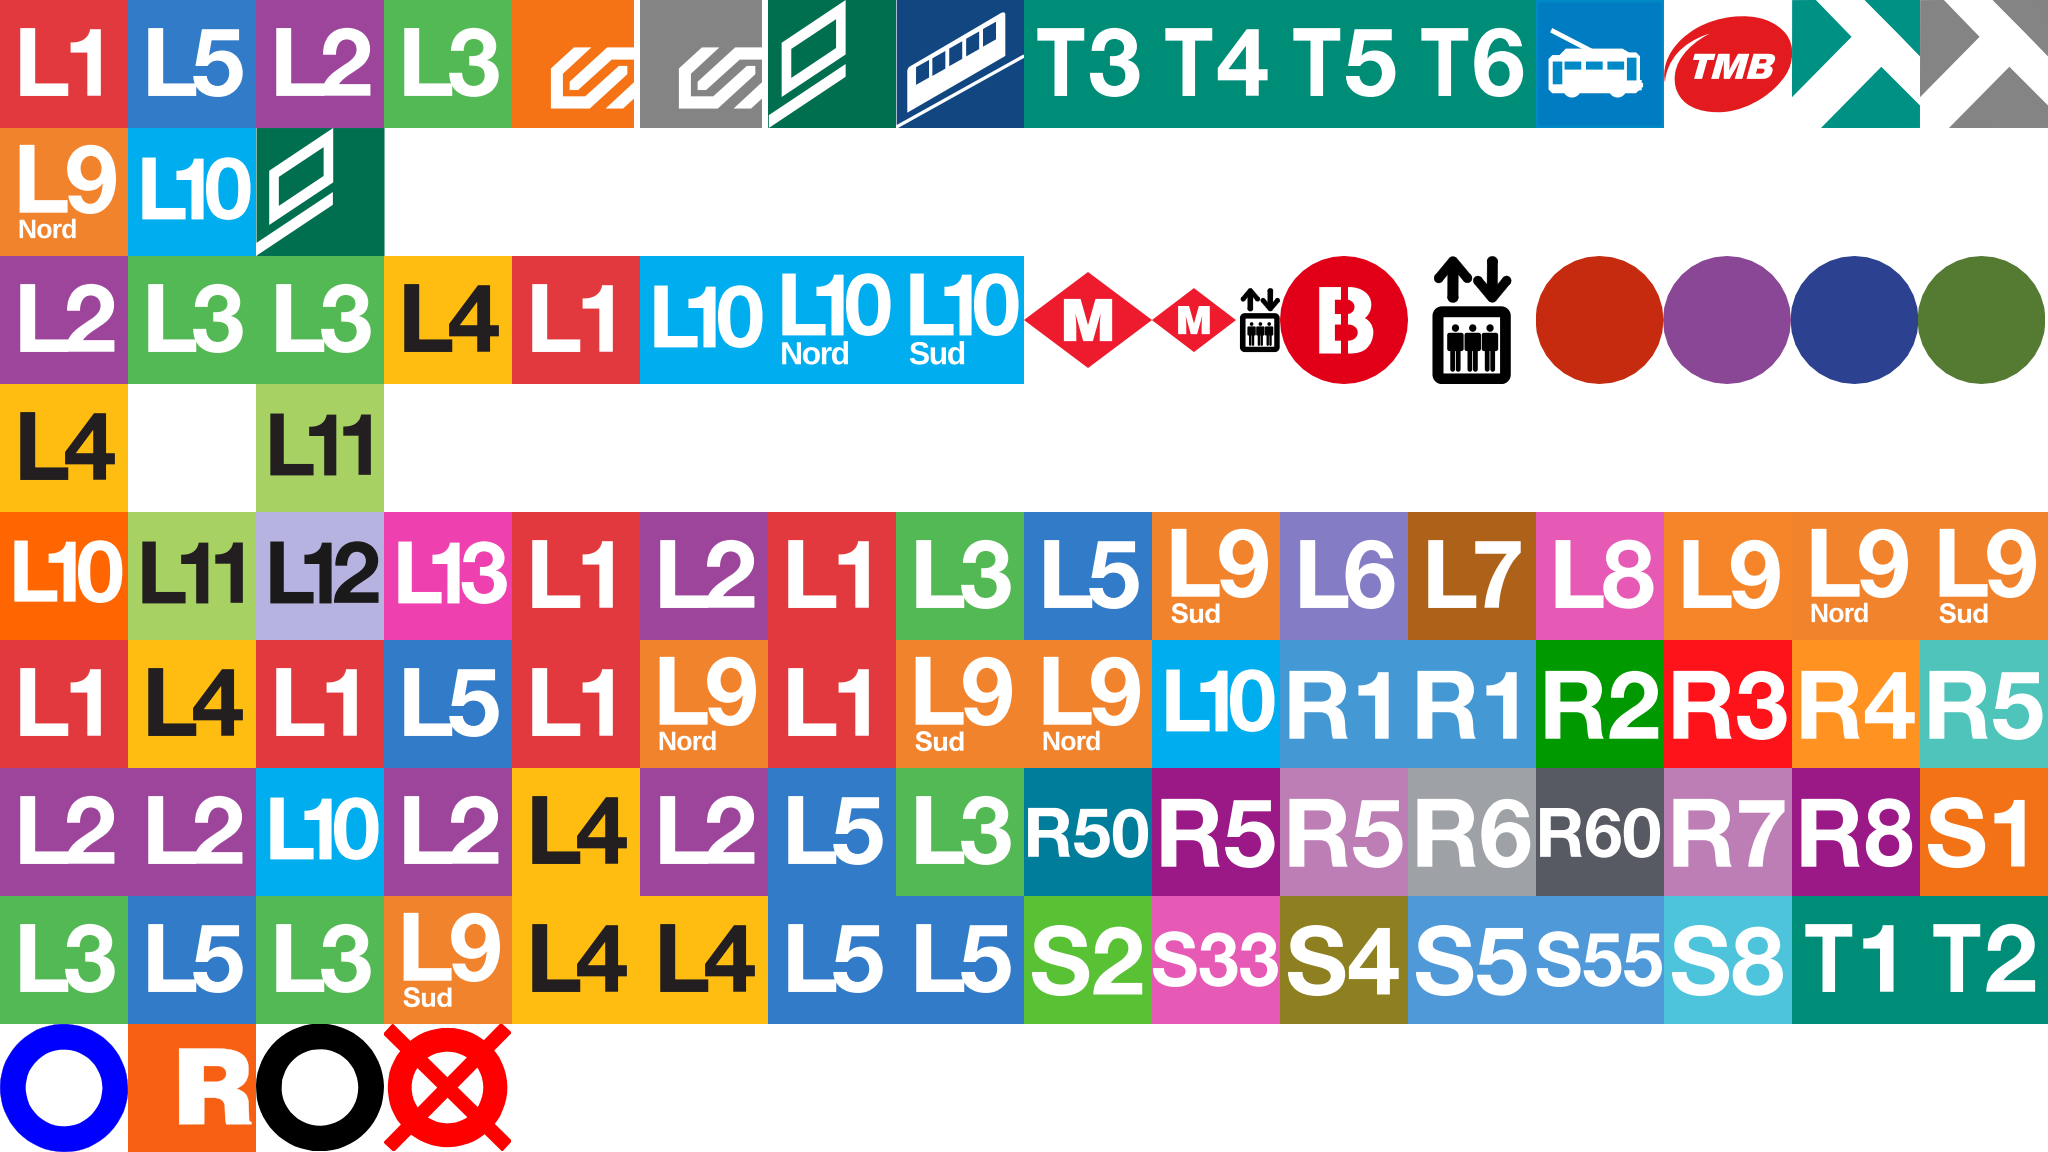 L1 L5 L2 L3 T3 T4 T5 T6 TMB
L9 L10
Nord
L2 L3 L3 L4 L1 L10 L10 L10 M M B
Nord Sud
L4 L11
L10 L11 L12 L13 L1 L2 L1 L3 L5 L9 L6 L7 L8 L9 L9 L9
Sud Nord Sud
L1 L4 L1 L5 L1 L9 L1 L9 L9 L10 R1 R1 R2 R3 R4 R5
Nord Sud Nord
L2 L2 L10 L2 L4 L2 L5 L3 R50 R5 R5 R6 R60 R7 R8 S1
L3 L5 L3 L9 L4 L4 L5 L5 S2 S33 S4 S5 S55 S8 T1 T2
Sud
R